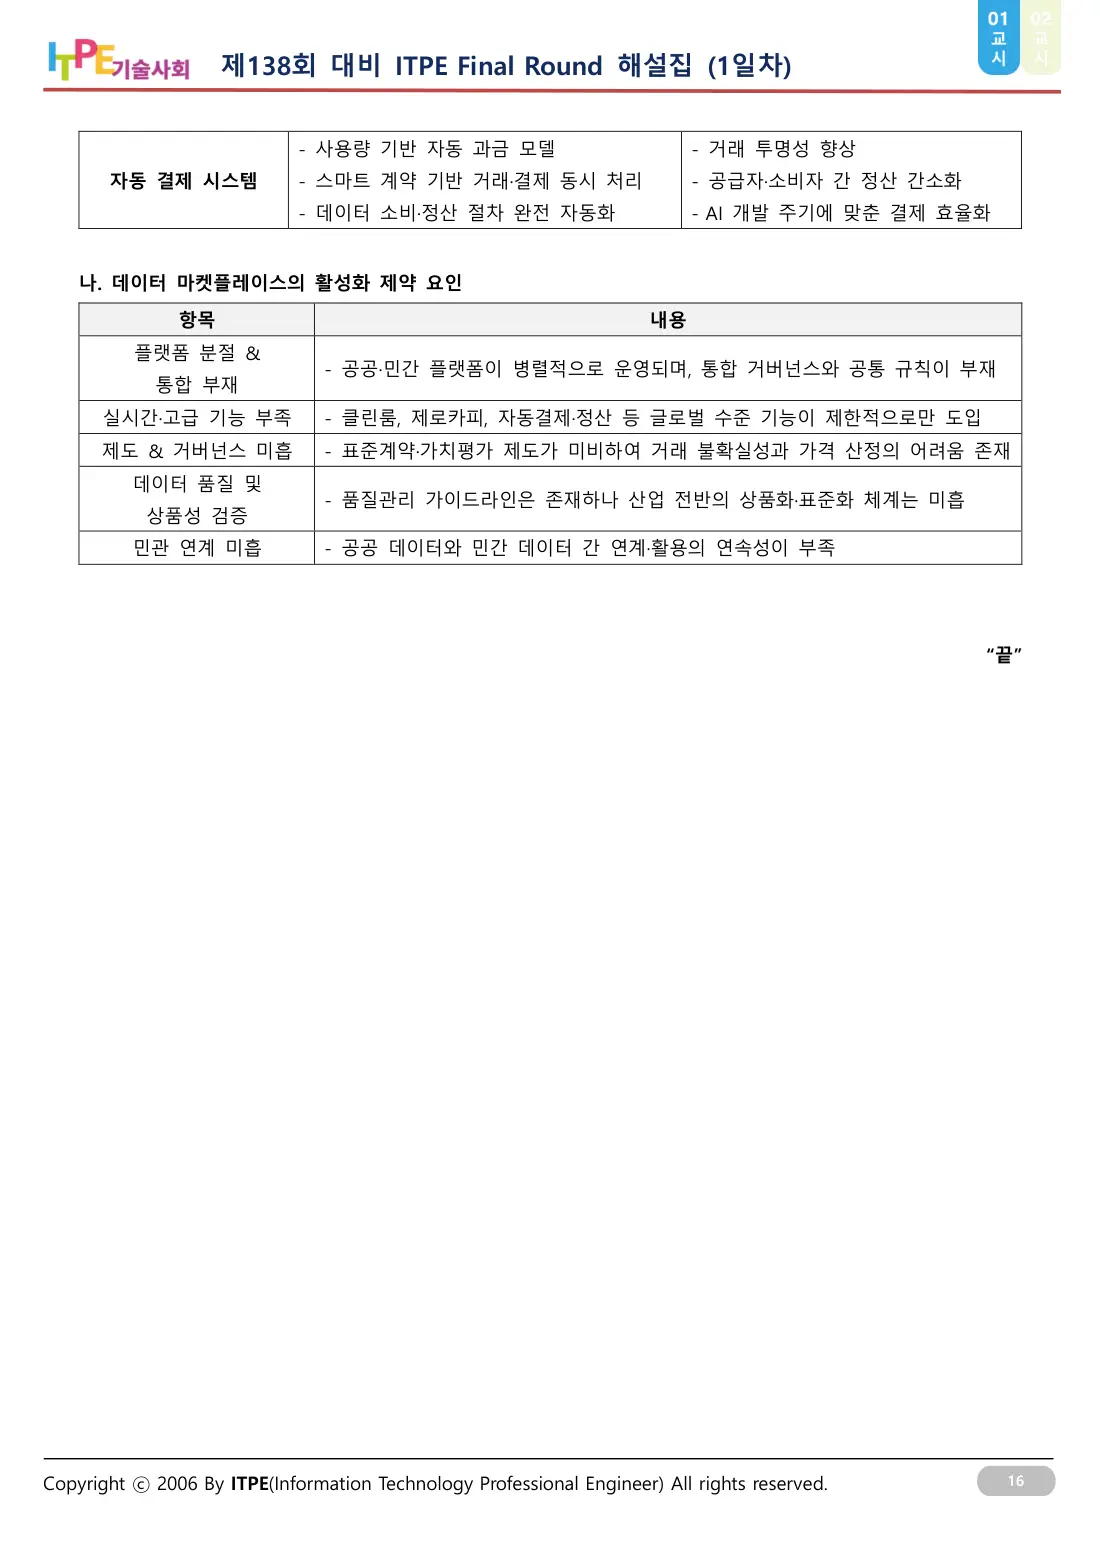 ITPE기술사회 제138회 대비 ITPE Final Round 해설집 (1일차)
01
교
시
02
교
시
자동 결제 시스템
- 사용량 기반 자동 과금 모델
- 스마트 계약 기반 거래·결제 동시 처리
- 데이터 소비·정산 절차 완전 자동화
- 거래 투명성 향상
- 공급자·소비자 간 정산 간소화
- AI 개발 주기에 맞춘 결제 효율화
나. 데이터 마켓플레이스의 활성화 제약 요인
항목 내용
플랫폼 분절 &
통합 부재
- 공공·민간 플랫폼이 병렬적으로 운영되며, 통합 거버넌스와 공통 규칙이 부재
실시간·고급 기능 부족 - 클린룸, 제로카피, 자동결제·정산 등 글로벌 수준 기능이 제한적으로만 도입
제도 & 거버넌스 미흡 - 표준계약·가치평가 제도가 미비하여 거래 불확실성과 가격 산정의 어려움 존재
데이터 품질 및
상품성 검증
- 품질관리 가이드라인은 존재하나 산업 전반의 상품화·표준화 체계는 미흡
민관 연계 미흡 - 공공 데이터와 민간 데이터 간 연계·활용의 연속성이 부족
“끝”
Copyright ⓒ 2006 By ITPE(Information Technology Professional Engineer) All rights reserved. 16